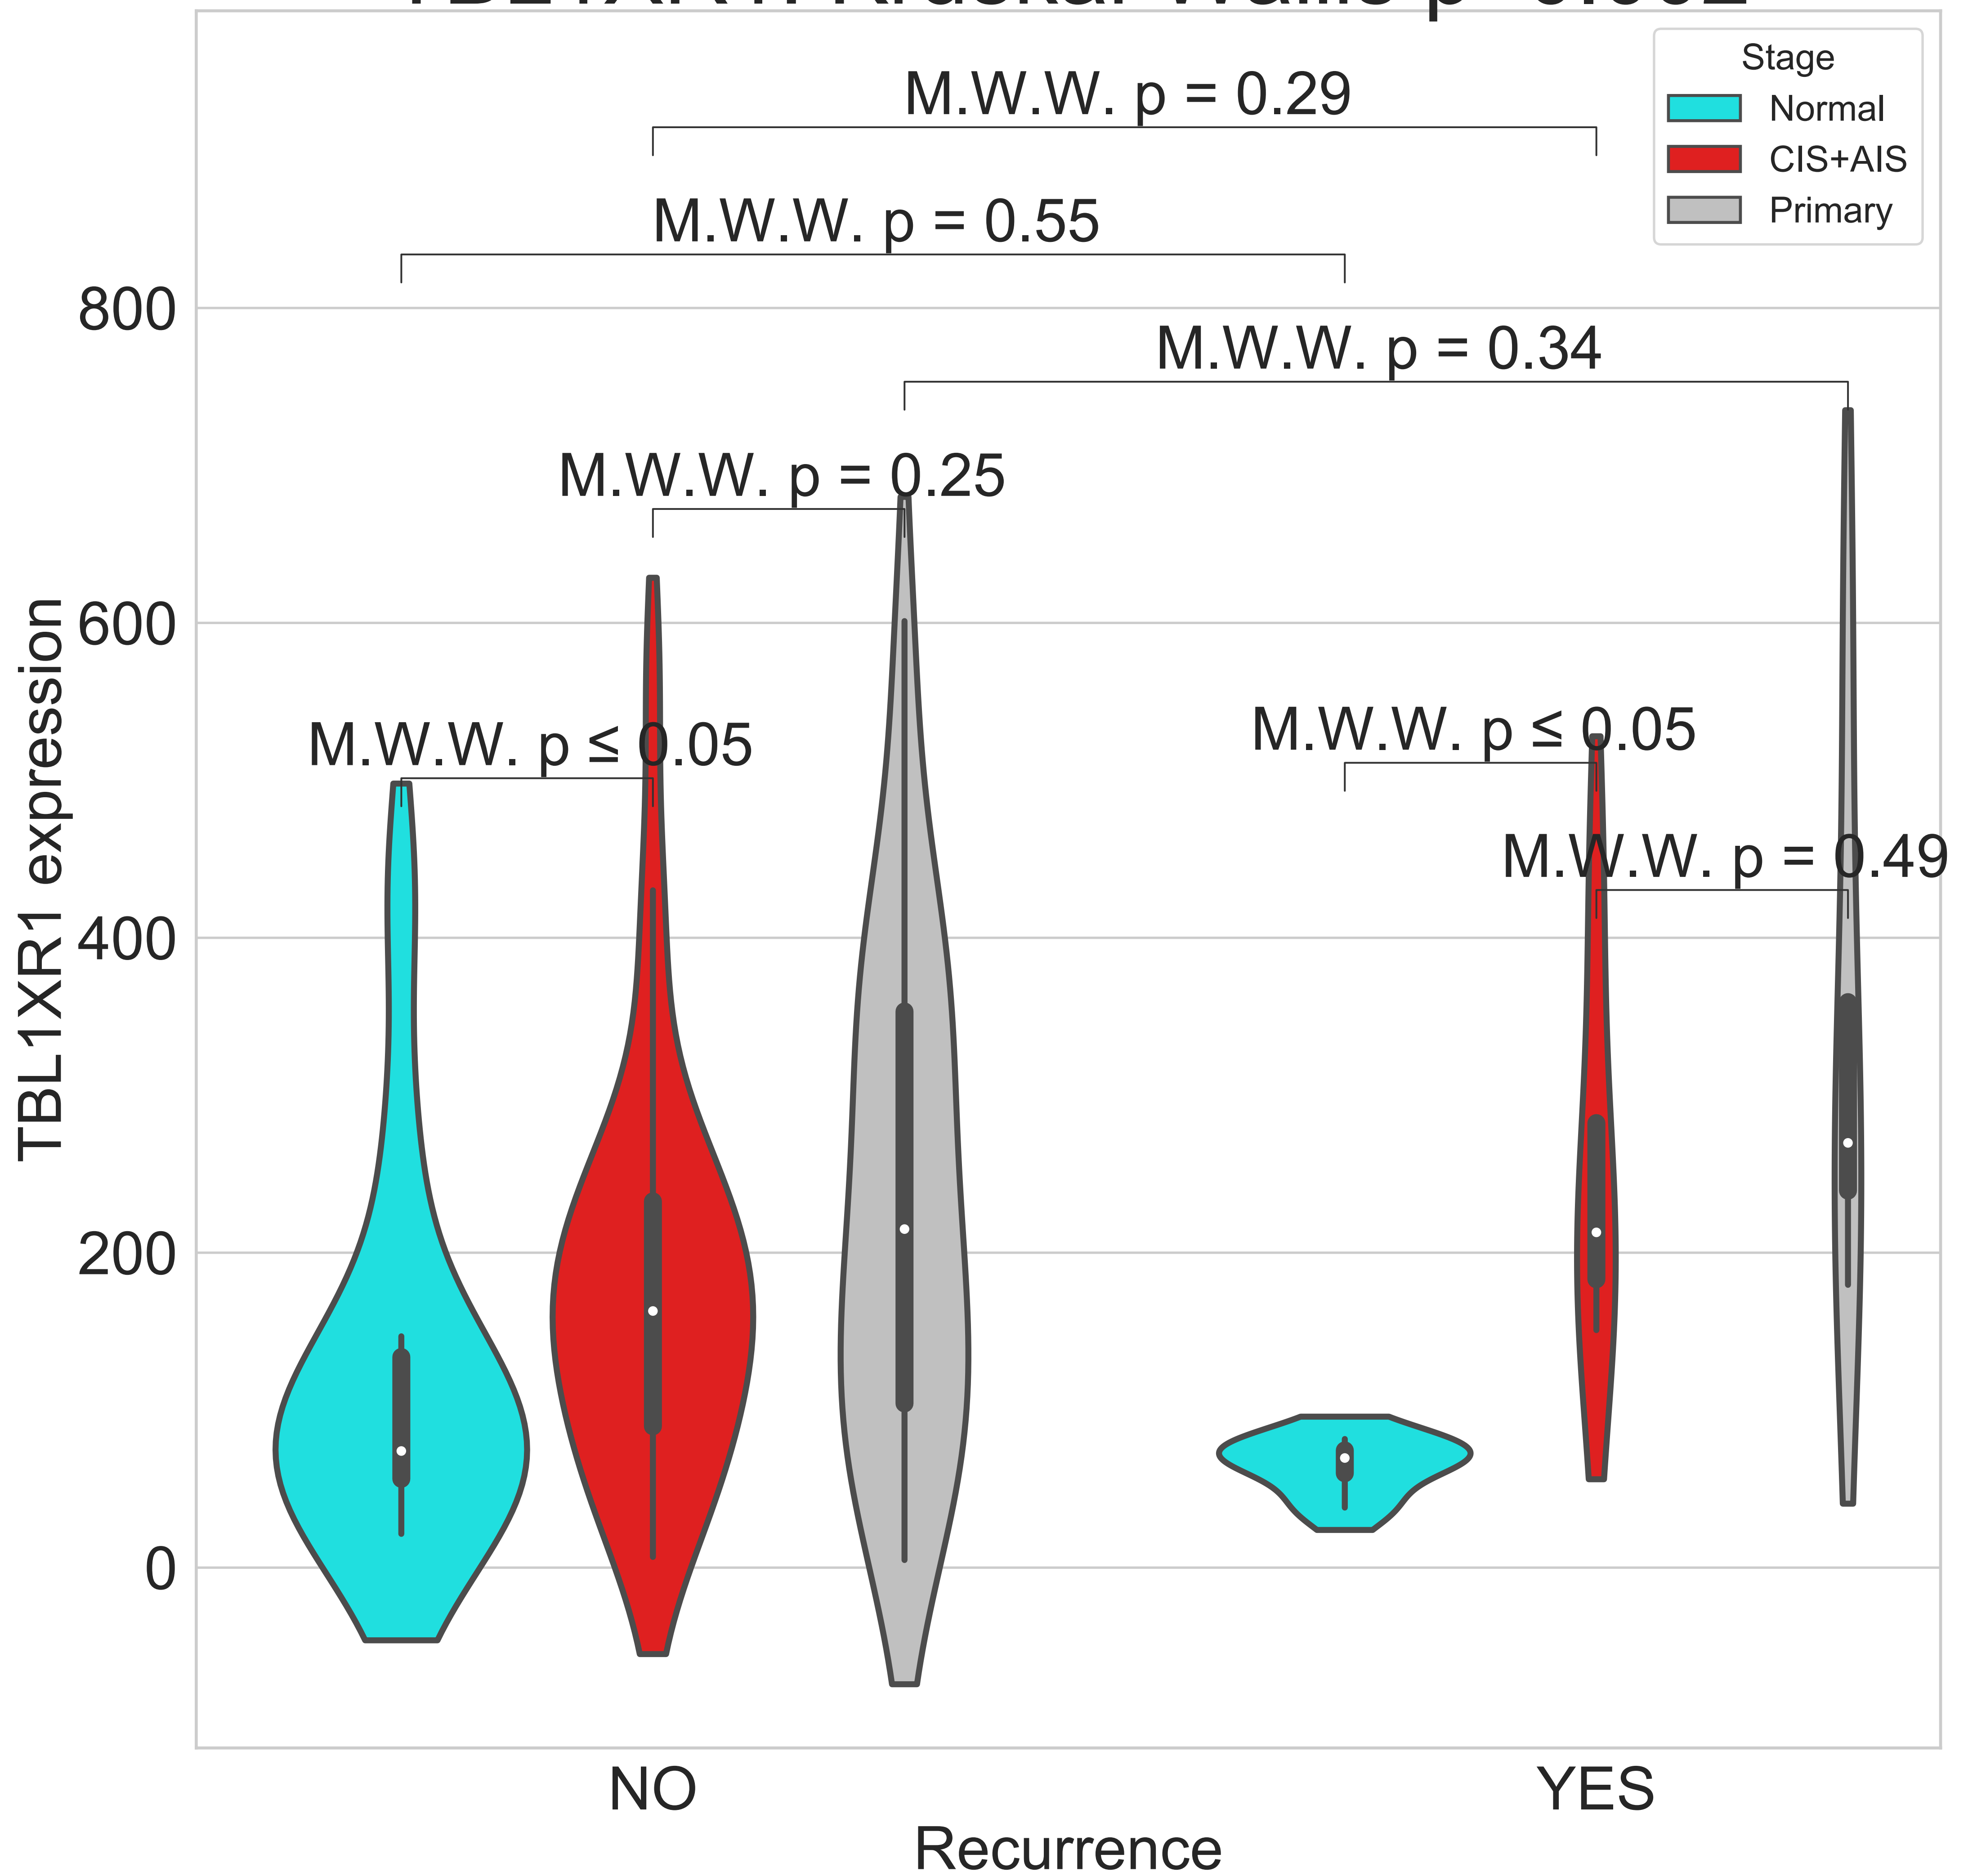 Stage
Normal
CIS+AIS
Primary
M.W.W. p = 0.29
M.W.W. p = 0.55
M.W.W. p = 0.34
M.W.W. p = 0.25
M.W.W. p ≤ 0.05
M.W.W. p ≤ 0.05
M.W.W. p = 0.49
TBL1XR1 expression
800
600
400
200
0
NO
YES
Recurrence